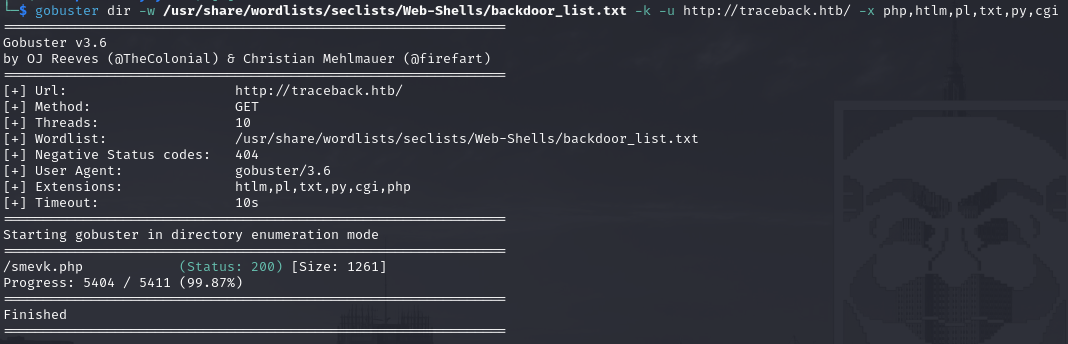 └─$ gobuster dir -w /usr/share/wordlists/seclists/Web-Shells/backdoor_list.txt -k -u http://traceback.htb/ -x php,htlm,pl,txt,py,cgi
===============================================================
Gobuster v3.6
by OJ Reeves (@TheColonial) & Christian Mehlmauer (@firefart)
===============================================================
[+] Url:                     http://traceback.htb/
[+] Method:                  GET
[+] Threads:                 10
[+] Wordlist:                /usr/share/wordlists/seclists/Web-Shells/backdoor_list.txt
[+] Negative Status codes:   404
[+] User Agent:              gobuster/3.6
[+] Extensions:              htlm,pl,txt,py,cgi,php
[+] Timeout:                 10s
===============================================================
Starting gobuster in directory enumeration mode
===============================================================
/smevk.php            (Status: 200) [Size: 1261]
Progress: 5404 / 5411 (99.87%)
===============================================================
Finished
===============================================================